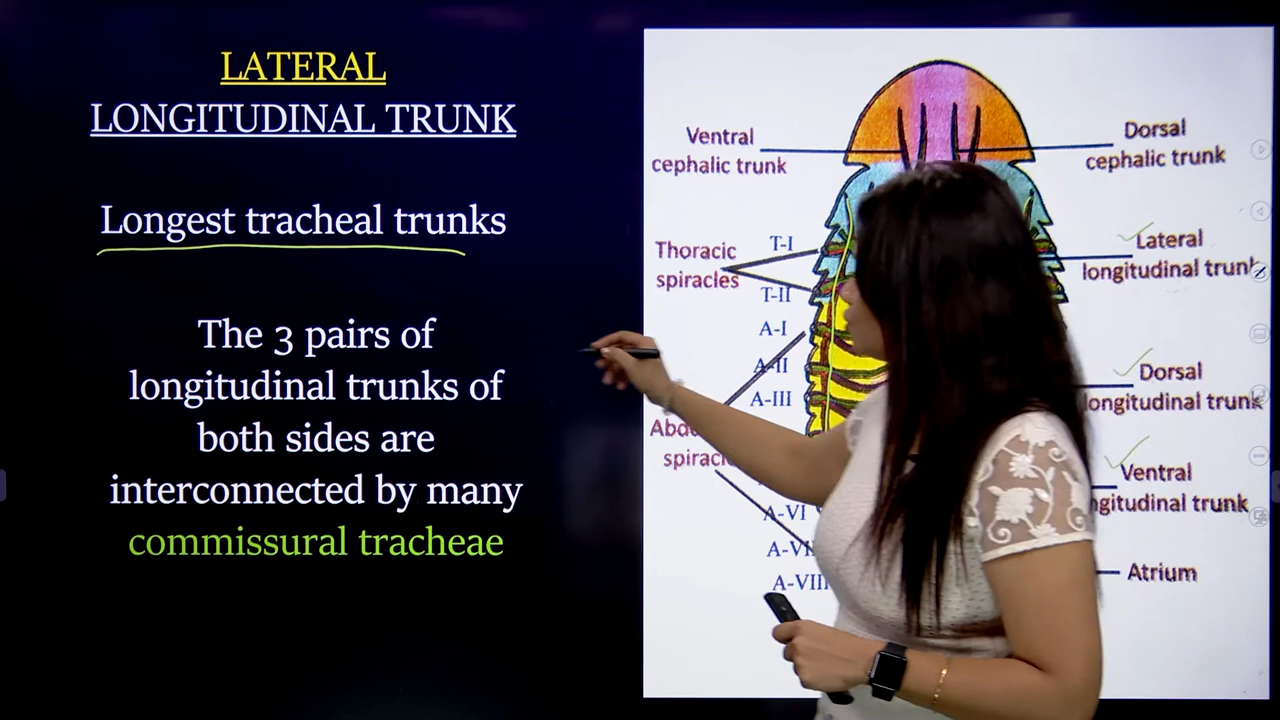 LATERAL
LONGITUDINAL TRUNK
Longest tracheal trunks
The 3 pairs of
longitudinal trunks of
both sides are
interconnected by many
commissural tracheae
Ventral
cephalic trunk
Dorsal
cephalic trunk
Thoracic
spiracles
T-I
T-II
A-I
A-II
A-III
A-VI
A-VIII
Lateral
longitudinal trunk
Dorsal
longitudinal trunk
Ventral
Atrium